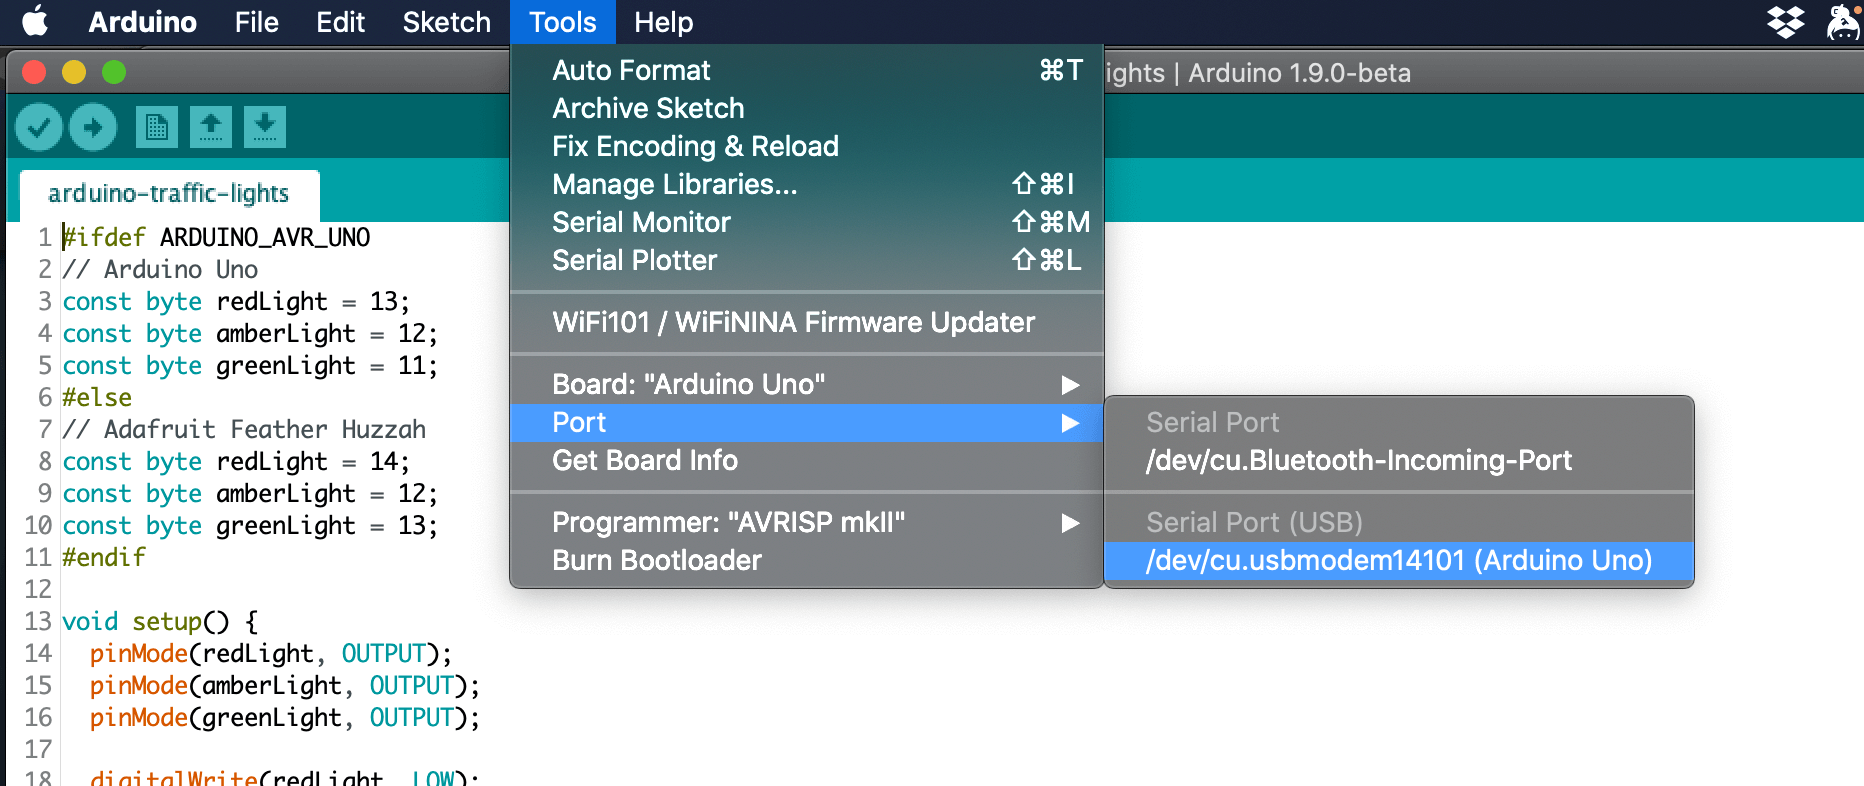 Arduino File Edit Sketch Tools Help
ights | Arduino 1.9.0-beta
arduino-traffic-lights
1 #ifdef ARDUINO_AVR_UNO
2 // Arduino Uno
3 const byte redLight = 13;
4 const byte amberLight = 12;
5 const byte greenLight = 11;
6 #else
7 // Adafruit Feather Huzzah
8 const byte redLight = 14;
9 const byte amberLight = 12;
10 const byte greenLight = 13;
11 #endif
12
13 void setup() {
14 pinMode(redLight, OUTPUT);
15 pinMode(amberLight, OUTPUT);
16 pinMode(greenLight, OUTPUT);
17
18 digitalWrite(redLight, LOW);
Auto Format ⌘T
Archive Sketch
Fix Encoding & Reload
Manage Libraries... ⇧⌘I
Serial Monitor ⇧⌘M
Serial Plotter ⇧⌘L
WiFi101 / WiFiNINA Firmware Updater
Board: "Arduino Uno" ▶
Port ▶
Get Board Info
Programmer: "AVRISP mkII" ▶
Burn Bootloader
Serial Port
/dev/cu.Bluetooth-Incoming-Port
Serial Port (USB)
/dev/cu.usbmodem14101 (Arduino Uno)